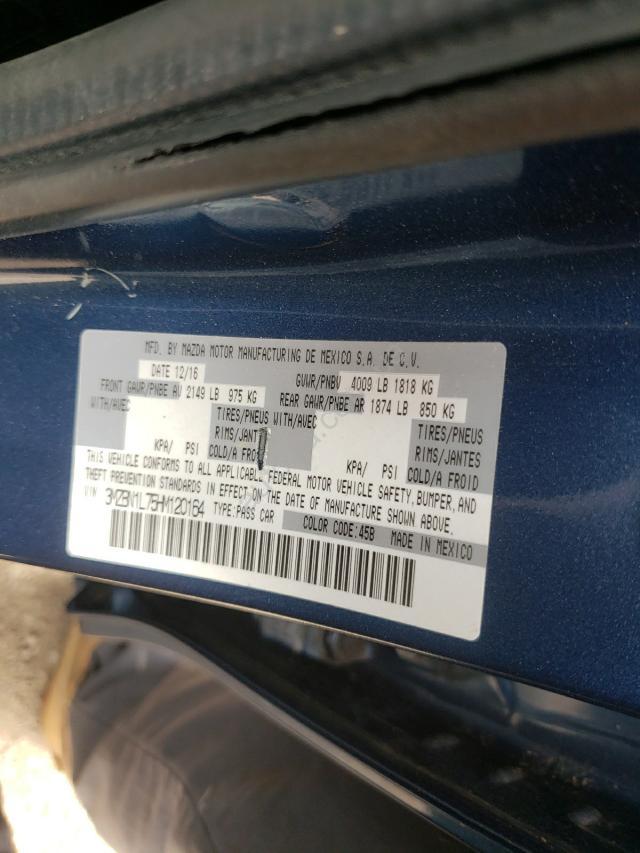 MFD. BY MAZDA MOTOR MANUFACTURING DE MEXICO S.A. DE C.V.
DATE 12/16 GVWR/PNBV 4009 LB 1818 KG
FRONT GAWR/PNBE AV 2149 LB 975 KG REAR GAWR/PNBE AR 1874 LB 850 KG
WITH/AVEC TIRES/PNEUS WITH/AVEC TIRES/PNEUS
RIMS/JANTES RIMS/JANTES
KPA/ PSI COLD/A FROID KPA/ PSI COLD/A FROID
THIS VEHICLE CONFORMS TO ALL APPLICABLE FEDERAL MOTOR VEHICLE SAFETY, BUMPER, AND
THEFT PREVENTION STANDARDS IN EFFECT ON THE DATE OF MANUFACTURE SHOWN ABOVE.
VIN 3MZBN1L75HM120164 TYPE:PASS CAR COLOR CODE:45B MADE IN MEXICO